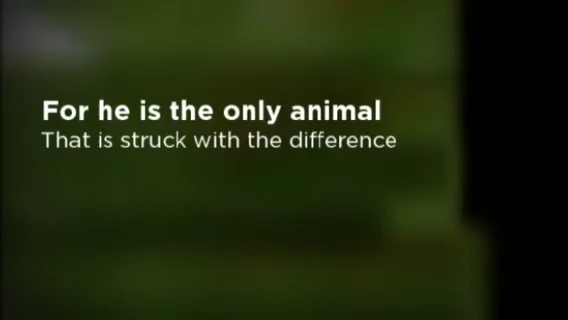 For he is the only animal
That is struck with the difference